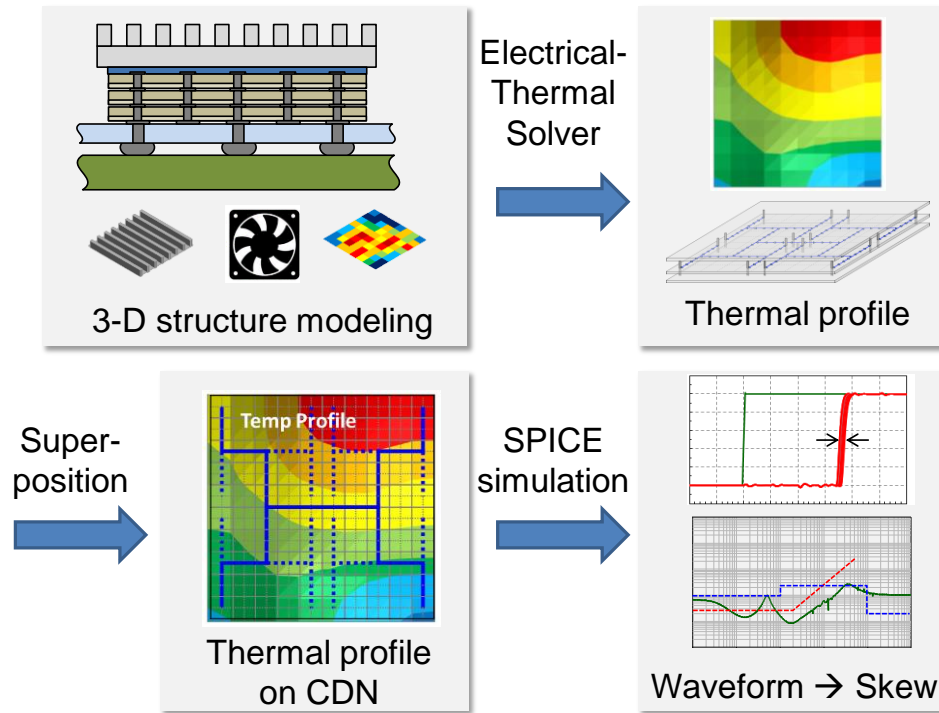 Electrical-
Thermal
Solver
3-D structure modeling
Thermal profile
Super-
position
Temp Profile
SPICE
simulation
Thermal profile
on CDN
Waveform → Skew